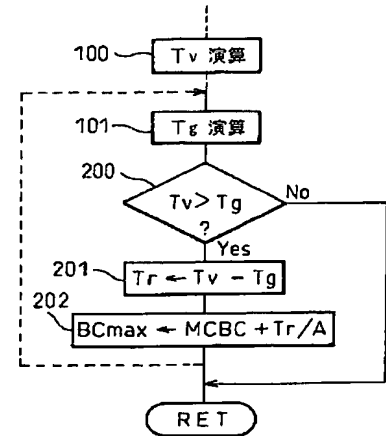 100
Tv 演算
101
Tg 演算
200
Tv > Tg
?
No
Yes
201
Tr ← Tv - Tg
202
BCmax ← MCBC + Tr/A
RET